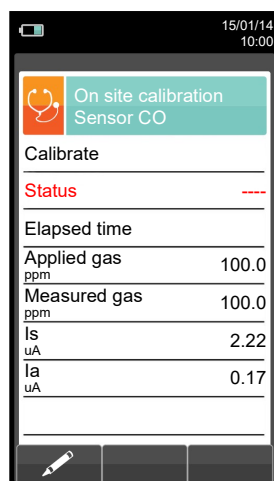 15/01/14
10:00
On site calibration
Sensor CO
Calibrate
Status ----
Elapsed time
Applied gas 100.0
ppm
Measured gas 100.0
ppm
Is 2.22
uA
Ia 0.17
uA